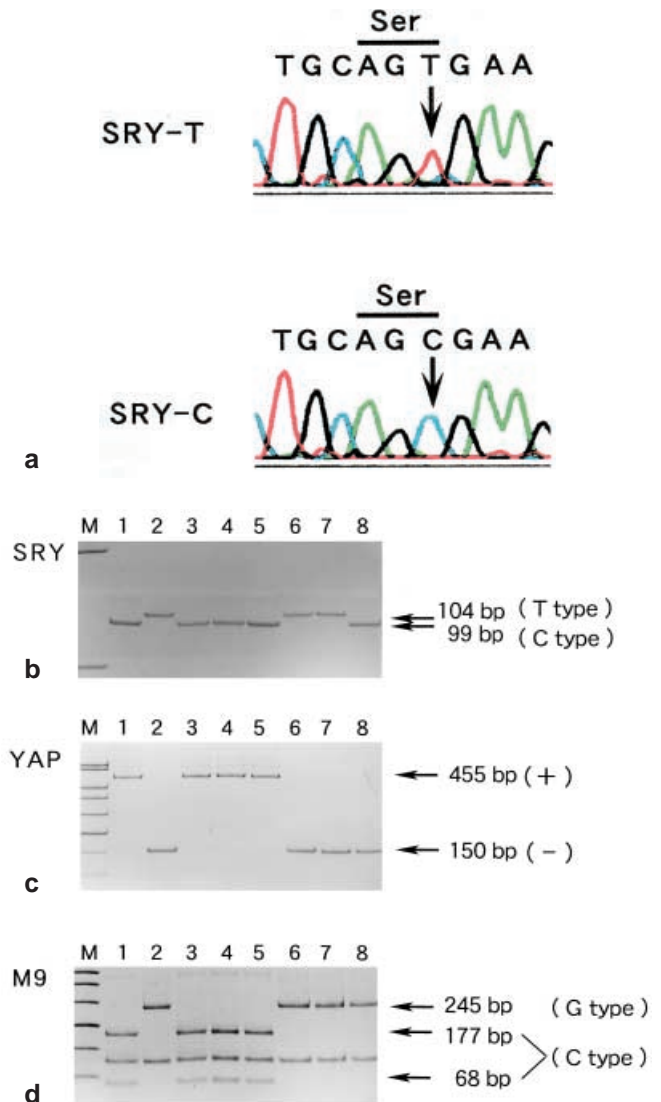 Ser
TGCAGTGAA
SRY-T
Ser
TGCAGCGAA
SRY-C
a
M 1 2 3 4 5 6 7 8
SRY
104 bp (T type)
99 bp (C type)
b
M 1 2 3 4 5 6 7 8
YAP
455 bp (+)
150 bp (-)
c
M 1 2 3 4 5 6 7 8
M9
245 bp (G type)
177 bp
(C type)
68 bp
d